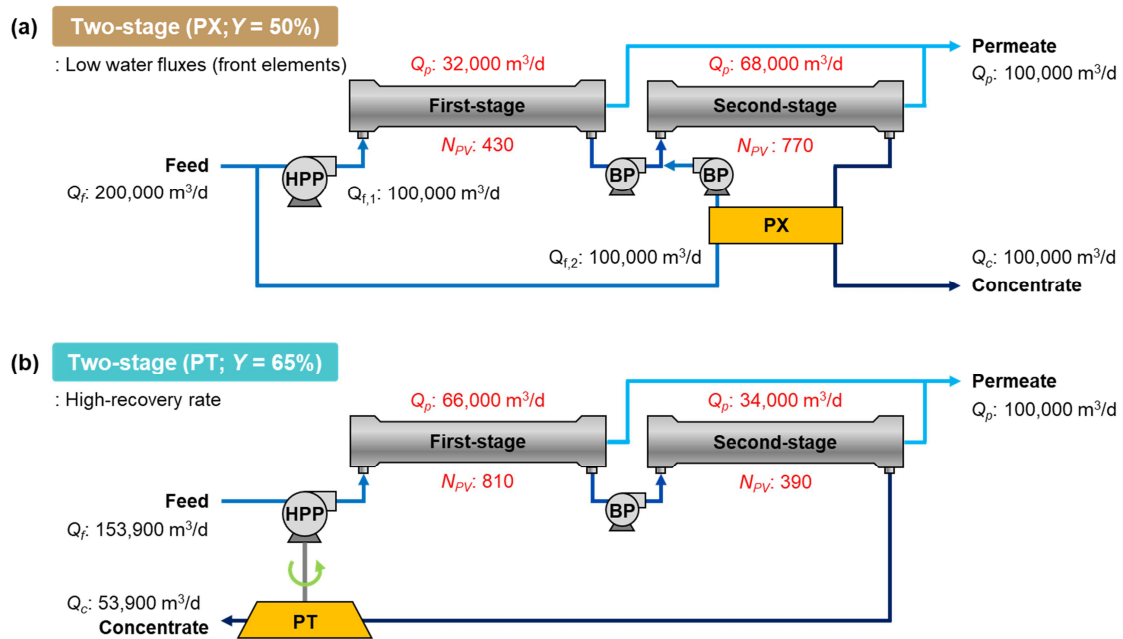 (a) Two-stage (PX; Y = 50%)
: Low water fluxes (front elements)
Qp: 32,000 m³/d
Qp: 68,000 m³/d
Permeate
Qp: 100,000 m³/d
First-stage
Second-stage
NPV: 430
NPV: 770
Feed
Qf: 200,000 m³/d
HPP
Qf,1: 100,000 m³/d
BP
BP
PX
Qf,2: 100,000 m³/d
Qc: 100,000 m³/d
Concentrate
(b) Two-stage (PT; Y = 65%)
: High-recovery rate
Qp: 66,000 m³/d
Qp: 34,000 m³/d
Permeate
Qp: 100,000 m³/d
First-stage
Second-stage
NPV: 810
NPV: 390
Feed
Qf: 153,900 m³/d
HPP
BP
Qc: 53,900 m³/d
Concentrate
PT